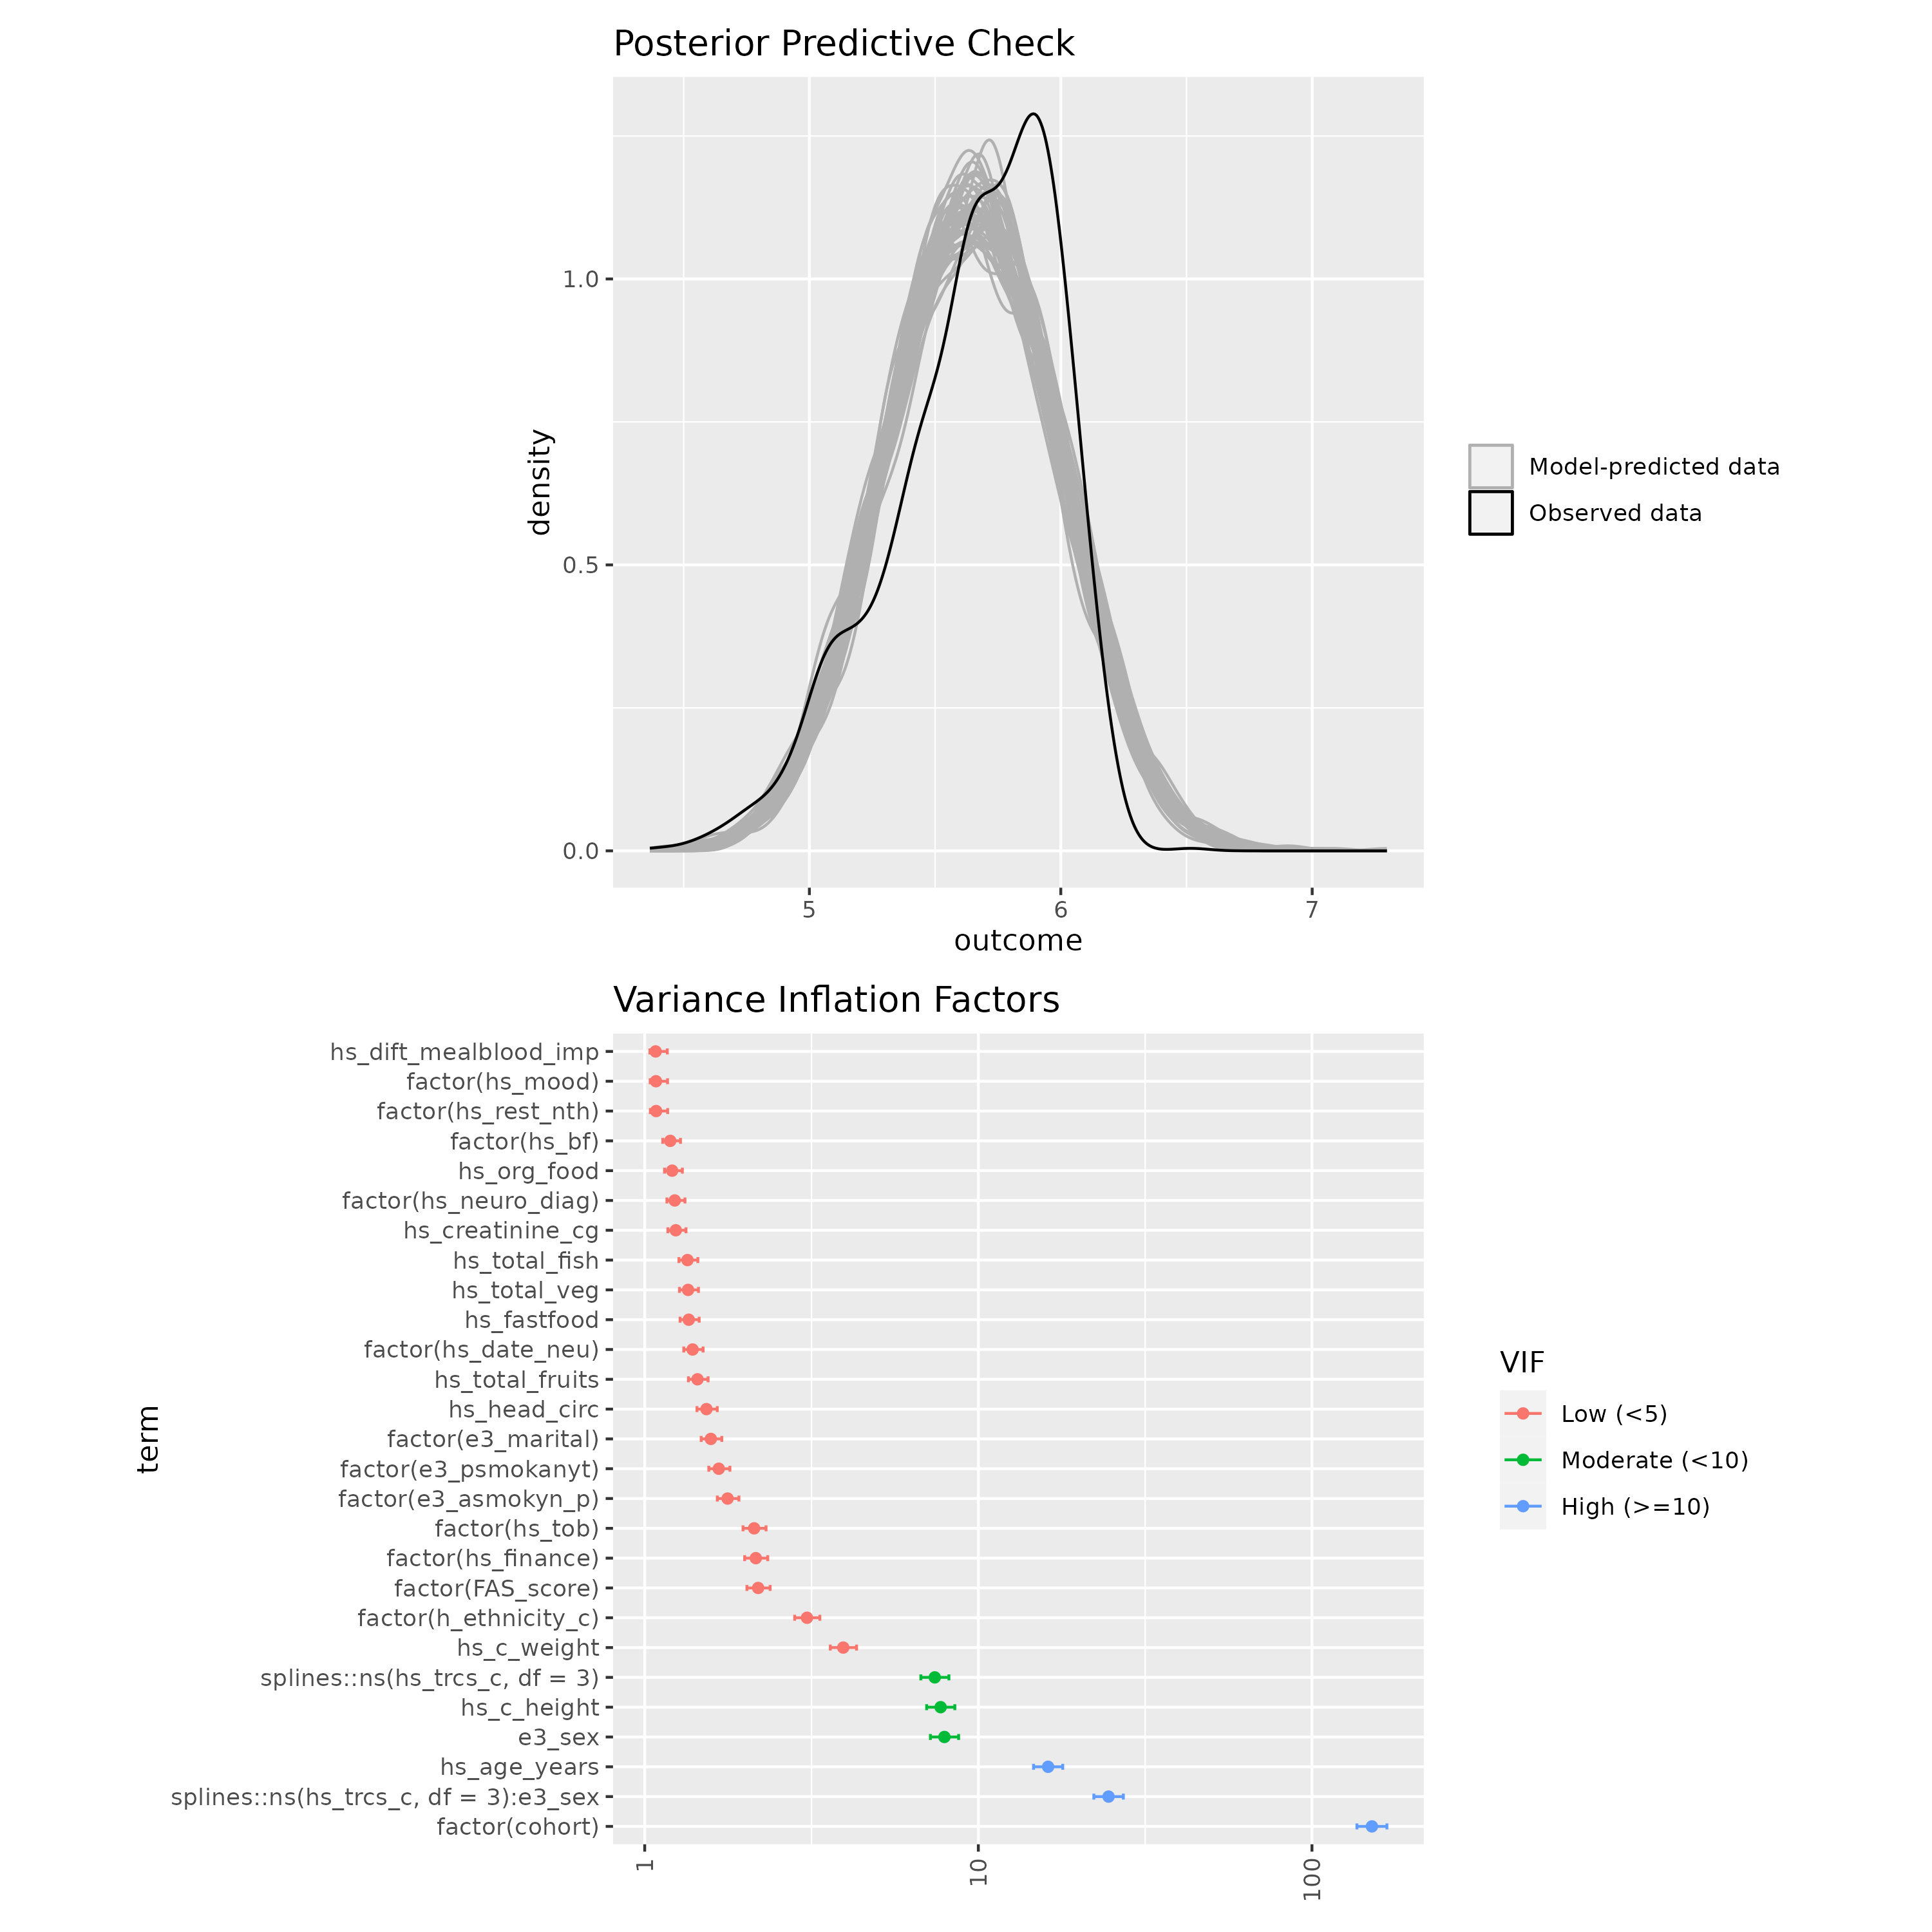 Posterior Predictive Check
density
1.0
0.5
0.0
5 6 7
outcome
Model-predicted data
Observed data
Variance Inflation Factors
term
hs_dift_mealblood_imp
factor(hs_mood)
factor(hs_rest_nth)
factor(hs_bf)
hs_org_food
factor(hs_neuro_diag)
hs_creatinine_cg
hs_total_fish
hs_total_veg
hs_fastfood
factor(hs_date_neu)
hs_total_fruits
hs_head_circ
factor(e3_marital)
factor(e3_psmokanyt)
factor(e3_asmokyn_p)
factor(hs_tob)
factor(hs_finance)
factor(FAS_score)
factor(h_ethnicity_c)
hs_c_weight
splines::ns(hs_trcs_c, df = 3)
hs_c_height
e3_sex
hs_age_years
splines::ns(hs_trcs_c, df = 3):e3_sex
factor(cohort)
1 10 100
VIF
Low (<5)
Moderate (<10)
High (>=10)